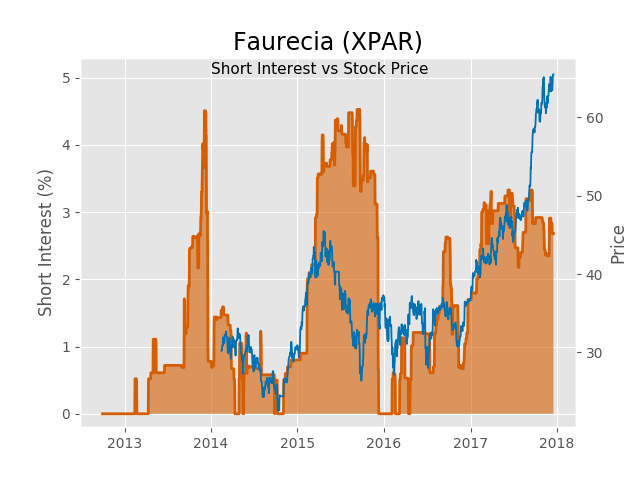 Faurecia (XPAR)
Short Interest vs Stock Price
Short Interest (%)
5
4
3
2
1
0
60
50
40
30
Price
2013 2014 2015 2016 2017 2018